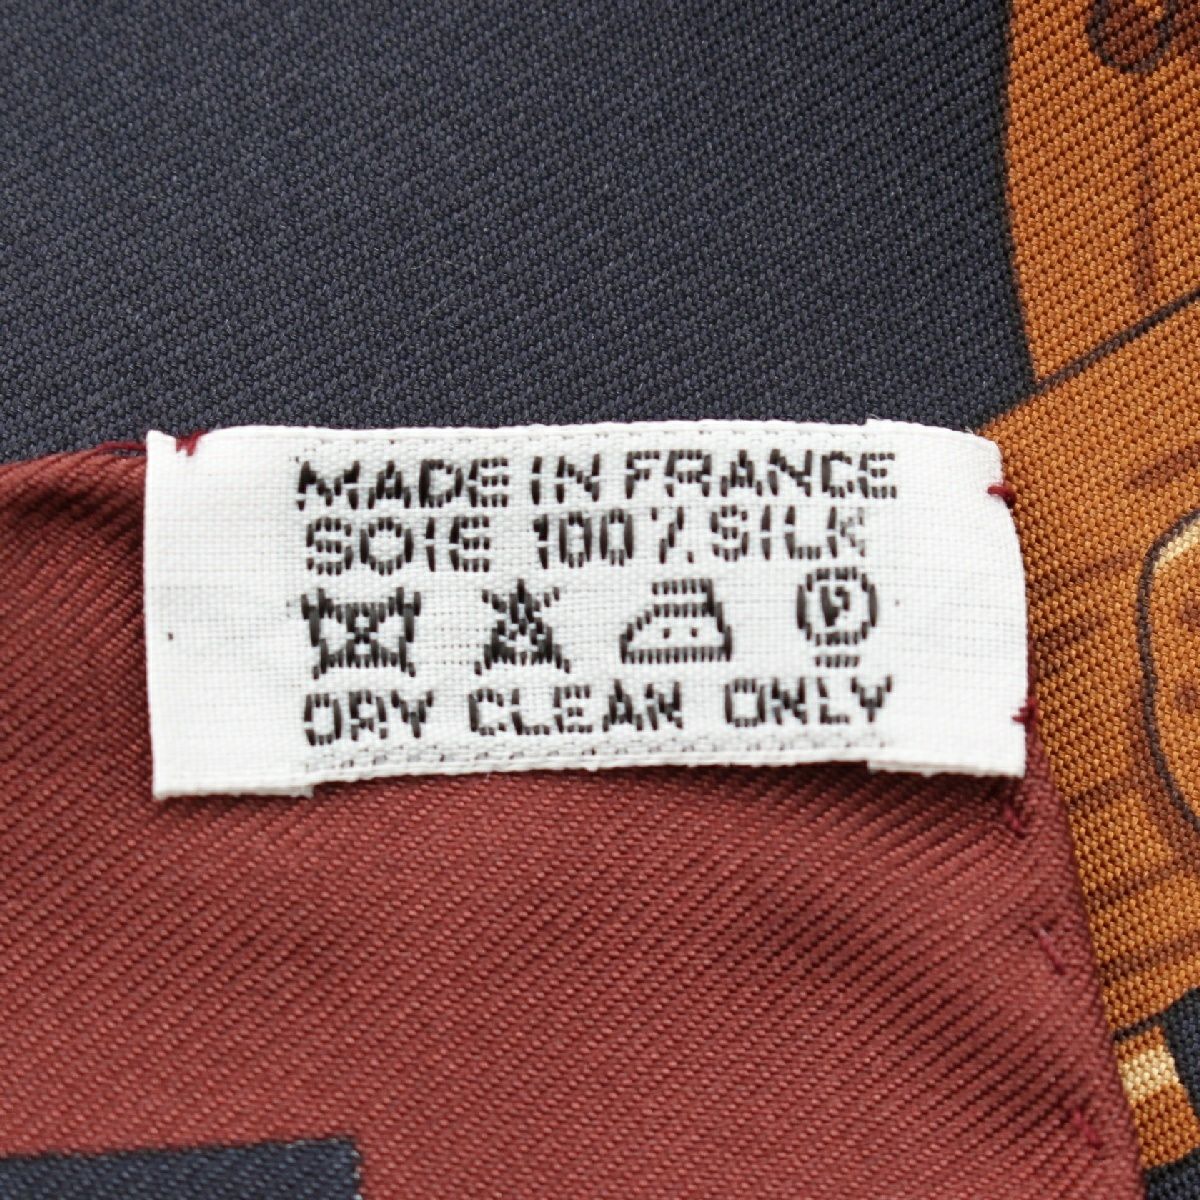 MADE IN FRANCE
SOIE 100% SILK
P
DRY CLEAN ONLY